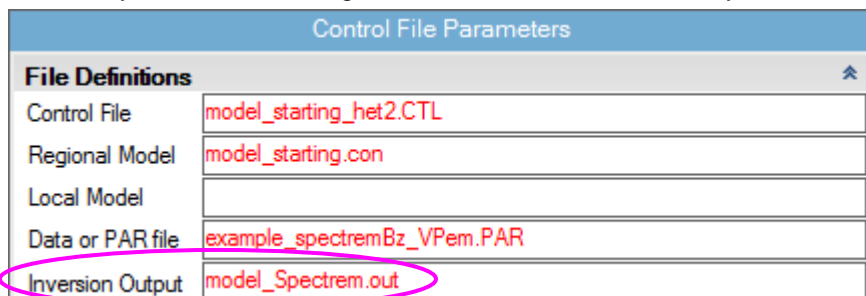 Control File Parameters
File Definitions
Control File model_starting_het2.CTL
Regional Model model_starting.con
Local Model
Data or PAR file example_spectremBz_VPem.PAR
Inversion Output model_Spectrem.out